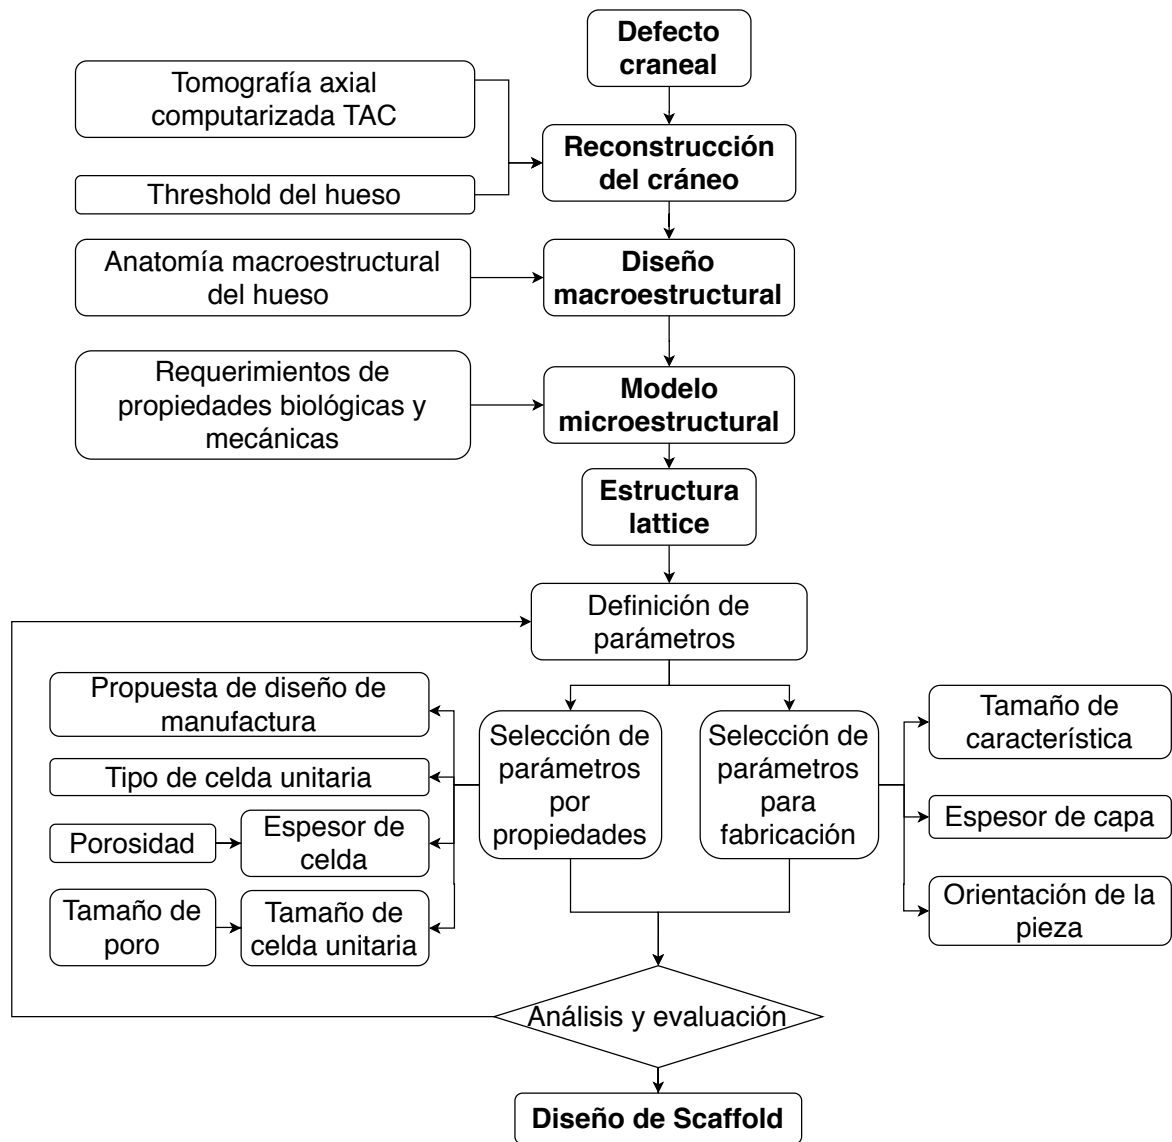 Defecto
craneal
Tomografía axial
computarizada TAC
Reconstrucción
del cráneo
Threshold del hueso
Anatomía macroestructural
del hueso
Diseño
macroestructural
Requerimientos de
propiedades biológicas y
mecánicas
Modelo
microestructural
Estructura
lattice
Definición de
parámetros
Propuesta de diseño de
manufactura
Tipo de celda unitaria
Porosidad
Espesor de
celda
Tamaño de
poro
Tamaño de
celda unitaria
Selección de
parámetros
por
propiedades
Selección de
parámetros
para
fabricación
Tamaño de
característica
Espesor de capa
Orientación de la
pieza
Análisis y evaluación
Diseño de Scaffold